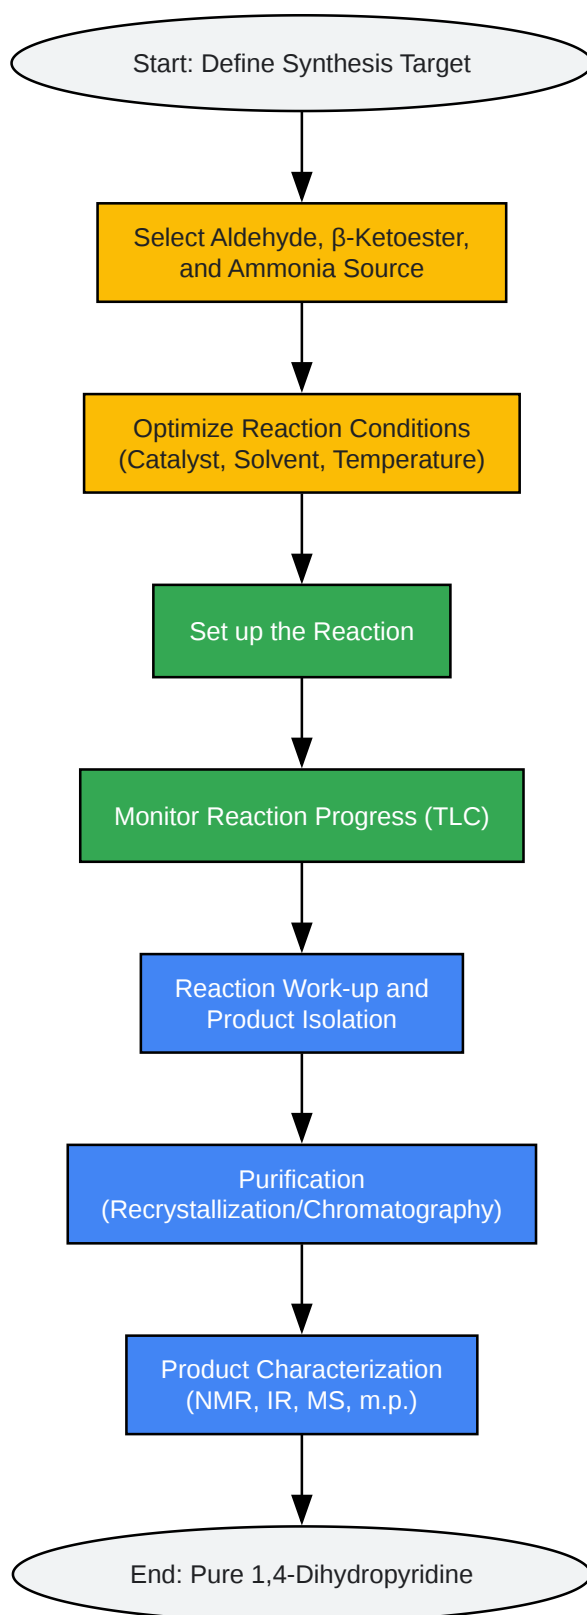 Start: Define Synthesis Target
Select Aldehyde, β-Ketoester,
and Ammonia Source
Optimize Reaction Conditions
(Catalyst, Solvent, Temperature)
Set up the Reaction
Monitor Reaction Progress (TLC)
Reaction Work-up and
Product Isolation
Purification
(Recrystallization/Chromatography)
Product Characterization
(NMR, IR, MS, m.p.)
End: Pure 1,4-Dihydropyridine